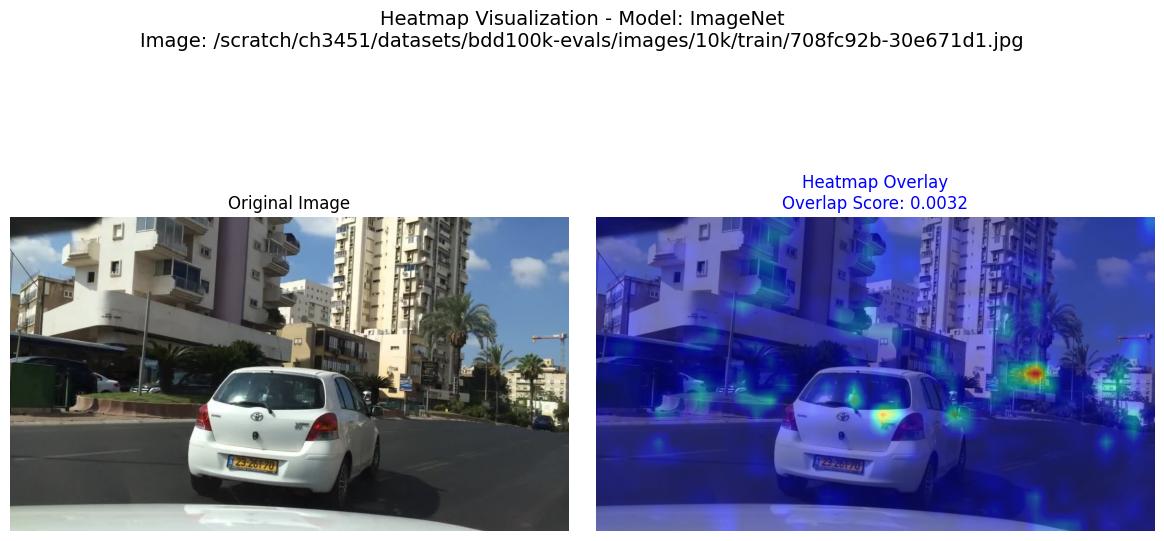 Heatmap Visualization - Model: ImageNet
Image: /scratch/ch3451/datasets/bdd100k-evals/images/10k/train/708fc92b-30e671d1.jpg
Original Image
Heatmap Overlay
Overlap Score: 0.0032